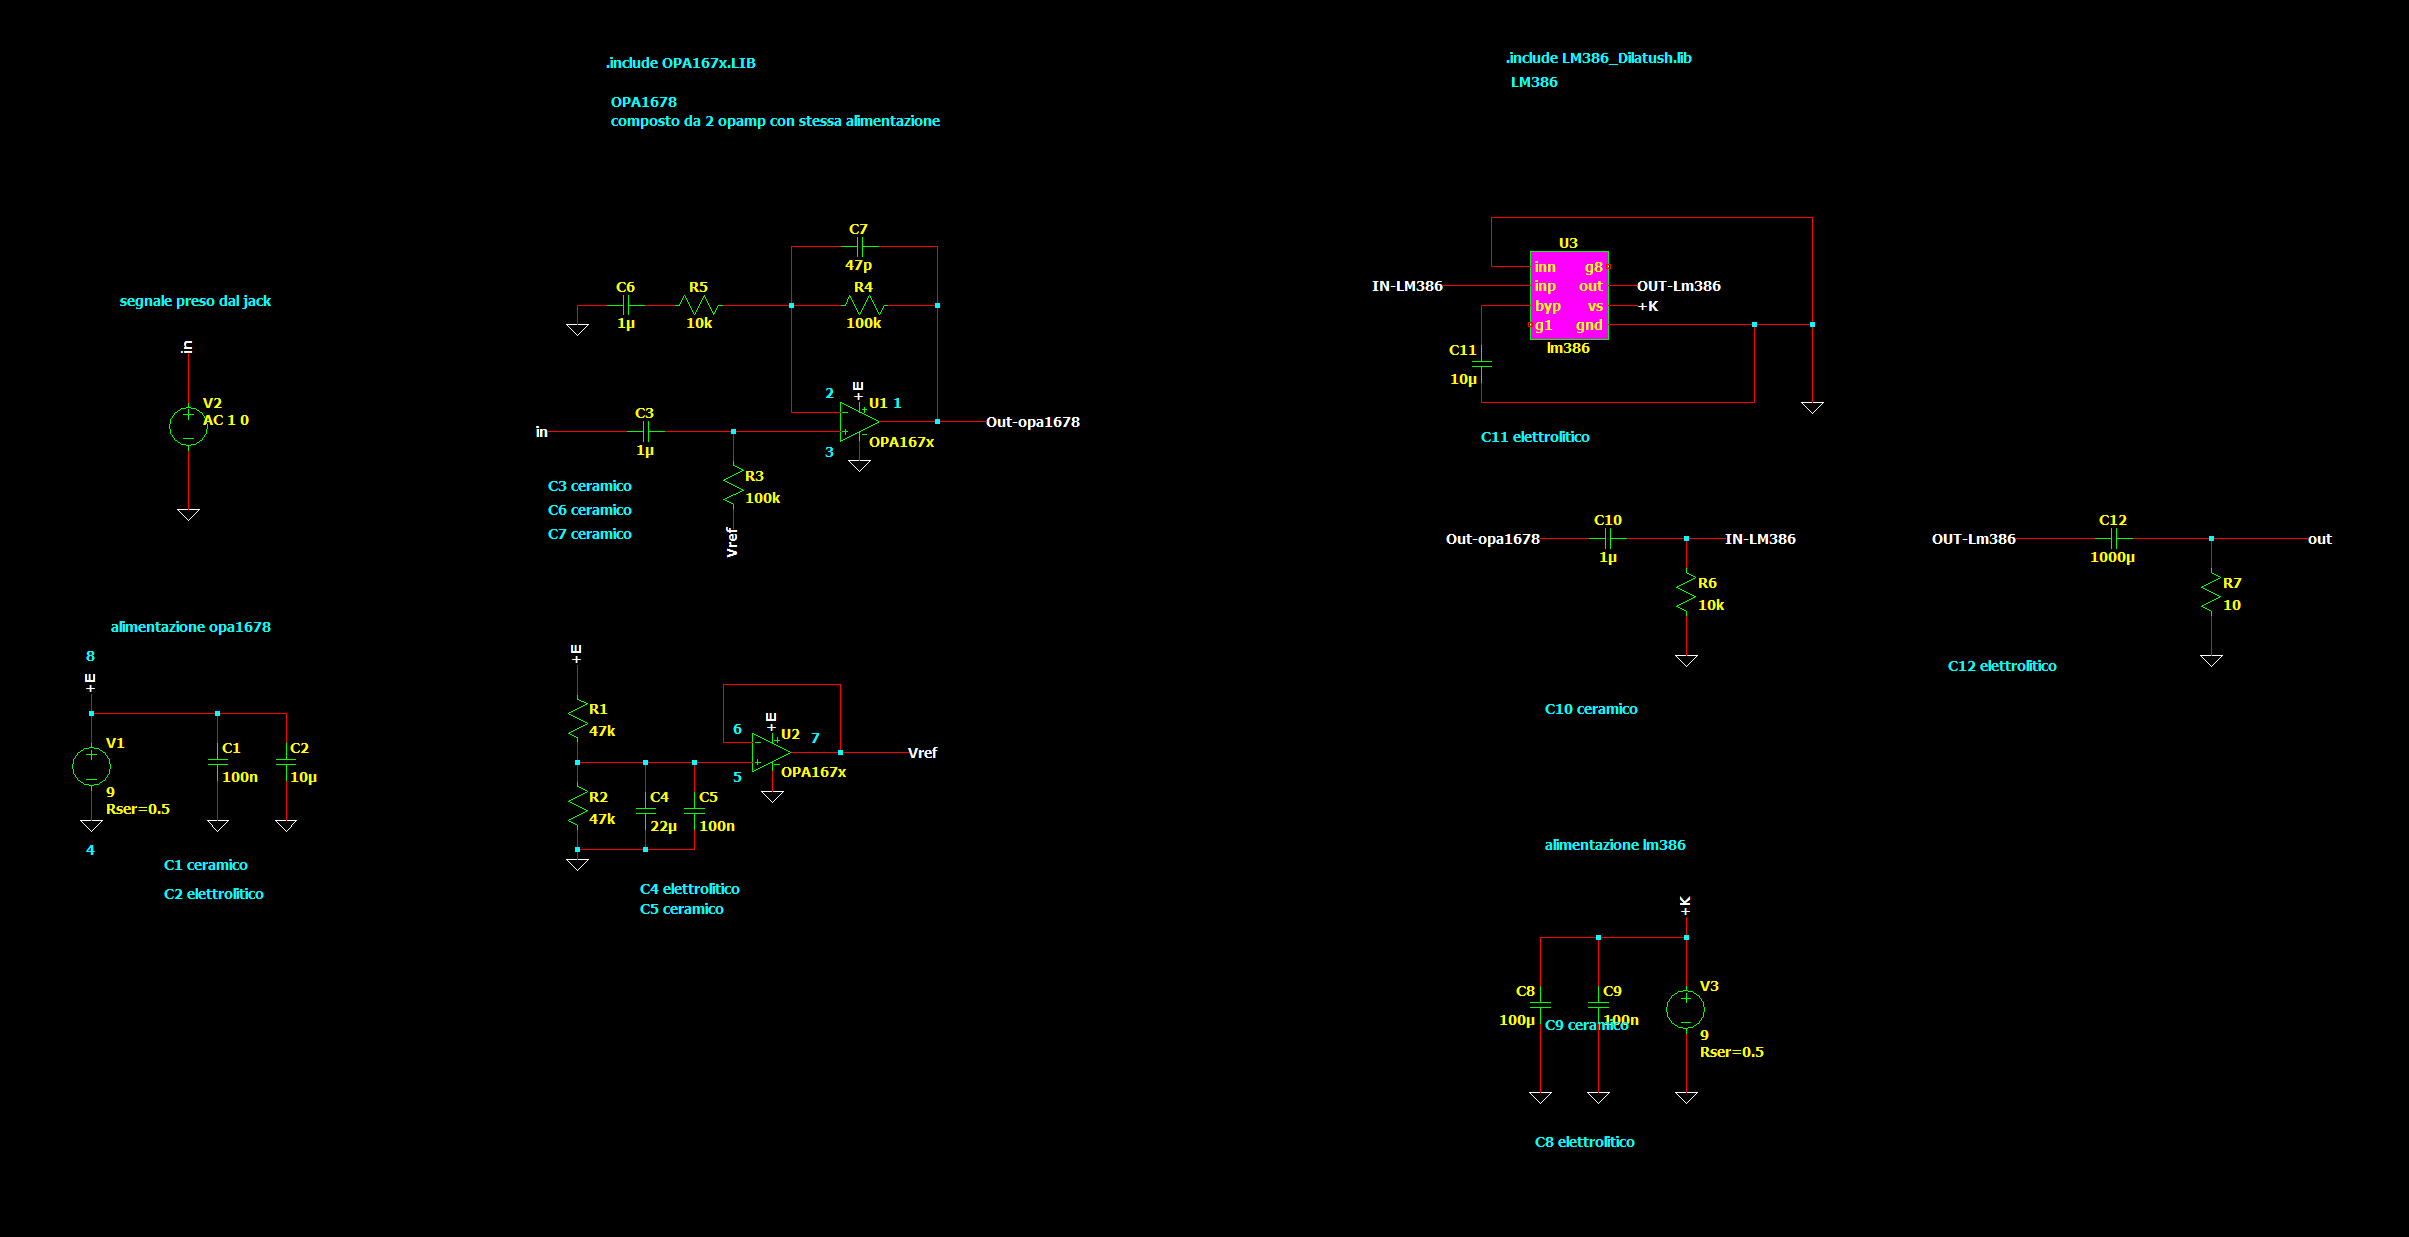 .include OPA167x.LIB
OPA1678
composto da 2 opamp con stessa alimentazione
segnale preso dal jack
in
V2
AC 1 0
C7
47p
C6
1µ
R5
10k
R4
100k
2
+E
U1 1
OPA167x
3
Out-opa1678
in
C3
1µ
R3
100k
Vref
C3 ceramico
C6 ceramico
C7 ceramico
alimentazione opa1678
8
+E
V1
9
Rser=0.5
4
C1
100n
C2
10µ
C1 ceramico
C2 elettrolitico
+E
R1
47k
R2
47k
C4
22µ
C5
100n
6
+E
U2 7
OPA167x
5
Vref
C4 elettrolitico
C5 ceramico
.include LM386_Dilatush.lib
LM386
U3
inn g8
inp out
byp vs
g1 gnd
lm386
IN-LM386
OUT-Lm386
+K
C11
10µ
C11 elettrolitico
Out-opa1678
C10
1µ
IN-LM386
R6
10k
C10 ceramico
OUT-Lm386
C12
1000µ
out
R7
10
C12 elettrolitico
alimentazione lm386
+K
C8
100µ
C9
100n
C9 ceramico
V3
9
Rser=0.5
C8 elettrolitico